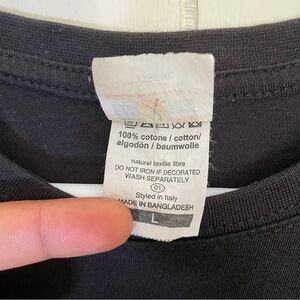 100% cotone / cotton/
algodón / baumwolle
natural textile fibre
DO NOT IRON IF DECORATED
WASH SEPARATELY
01
Styled in Italy
MADE IN BANGLADESH
L